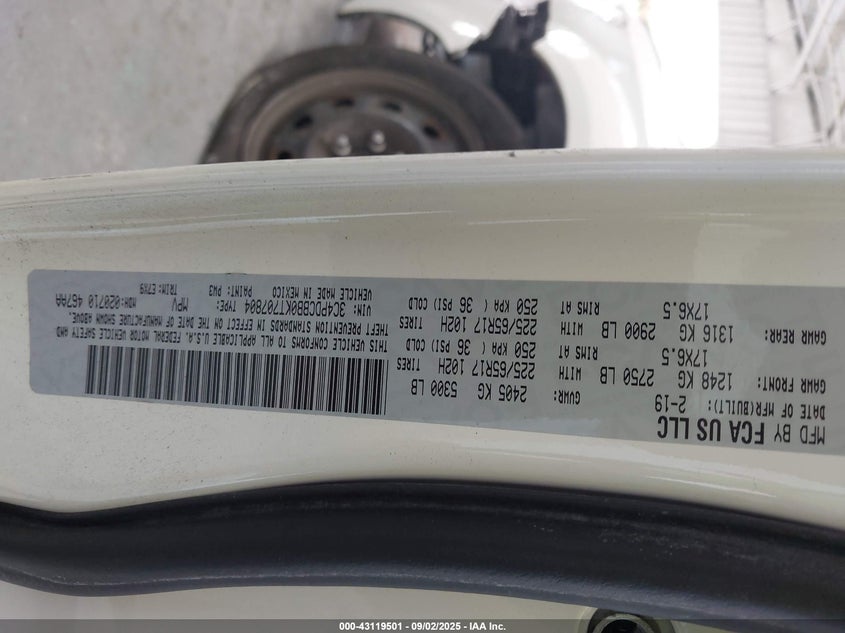 MFD BY FCA US LLC
DATE OF MFR(BUILT): 2-19 GVWR: 2405 KG 5300 LB
GAWR FRONT: 1248 KG 2750 LB WITH 225/65R17 102H TIRES
17X6.5 RIMS AT 250 KPA ( 36 PSI) COLD
GAWR REAR: 1316 KG 2900 LB WITH 225/65R17 102H TIRES
17X6.5 RIMS AT 250 KPA ( 36 PSI) COLD
THIS VEHICLE CONFORMS TO ALL APPLICABLE U.S.A. FEDERAL MOTOR VEHICLE SAFETY AND
THEFT PREVENTION STANDARDS IN EFFECT ON THE DATE OF MANUFACTURE SHOWN ABOVE.
VIN: 3C4PDCBB0KT707804 TYPE: MPV MDH:020710 467AA
VEHICLE MADE IN MEXICO PAINT: PW3 TRIM: E7X9
000-43119501 - 09/02/2025 - IAA Inc.